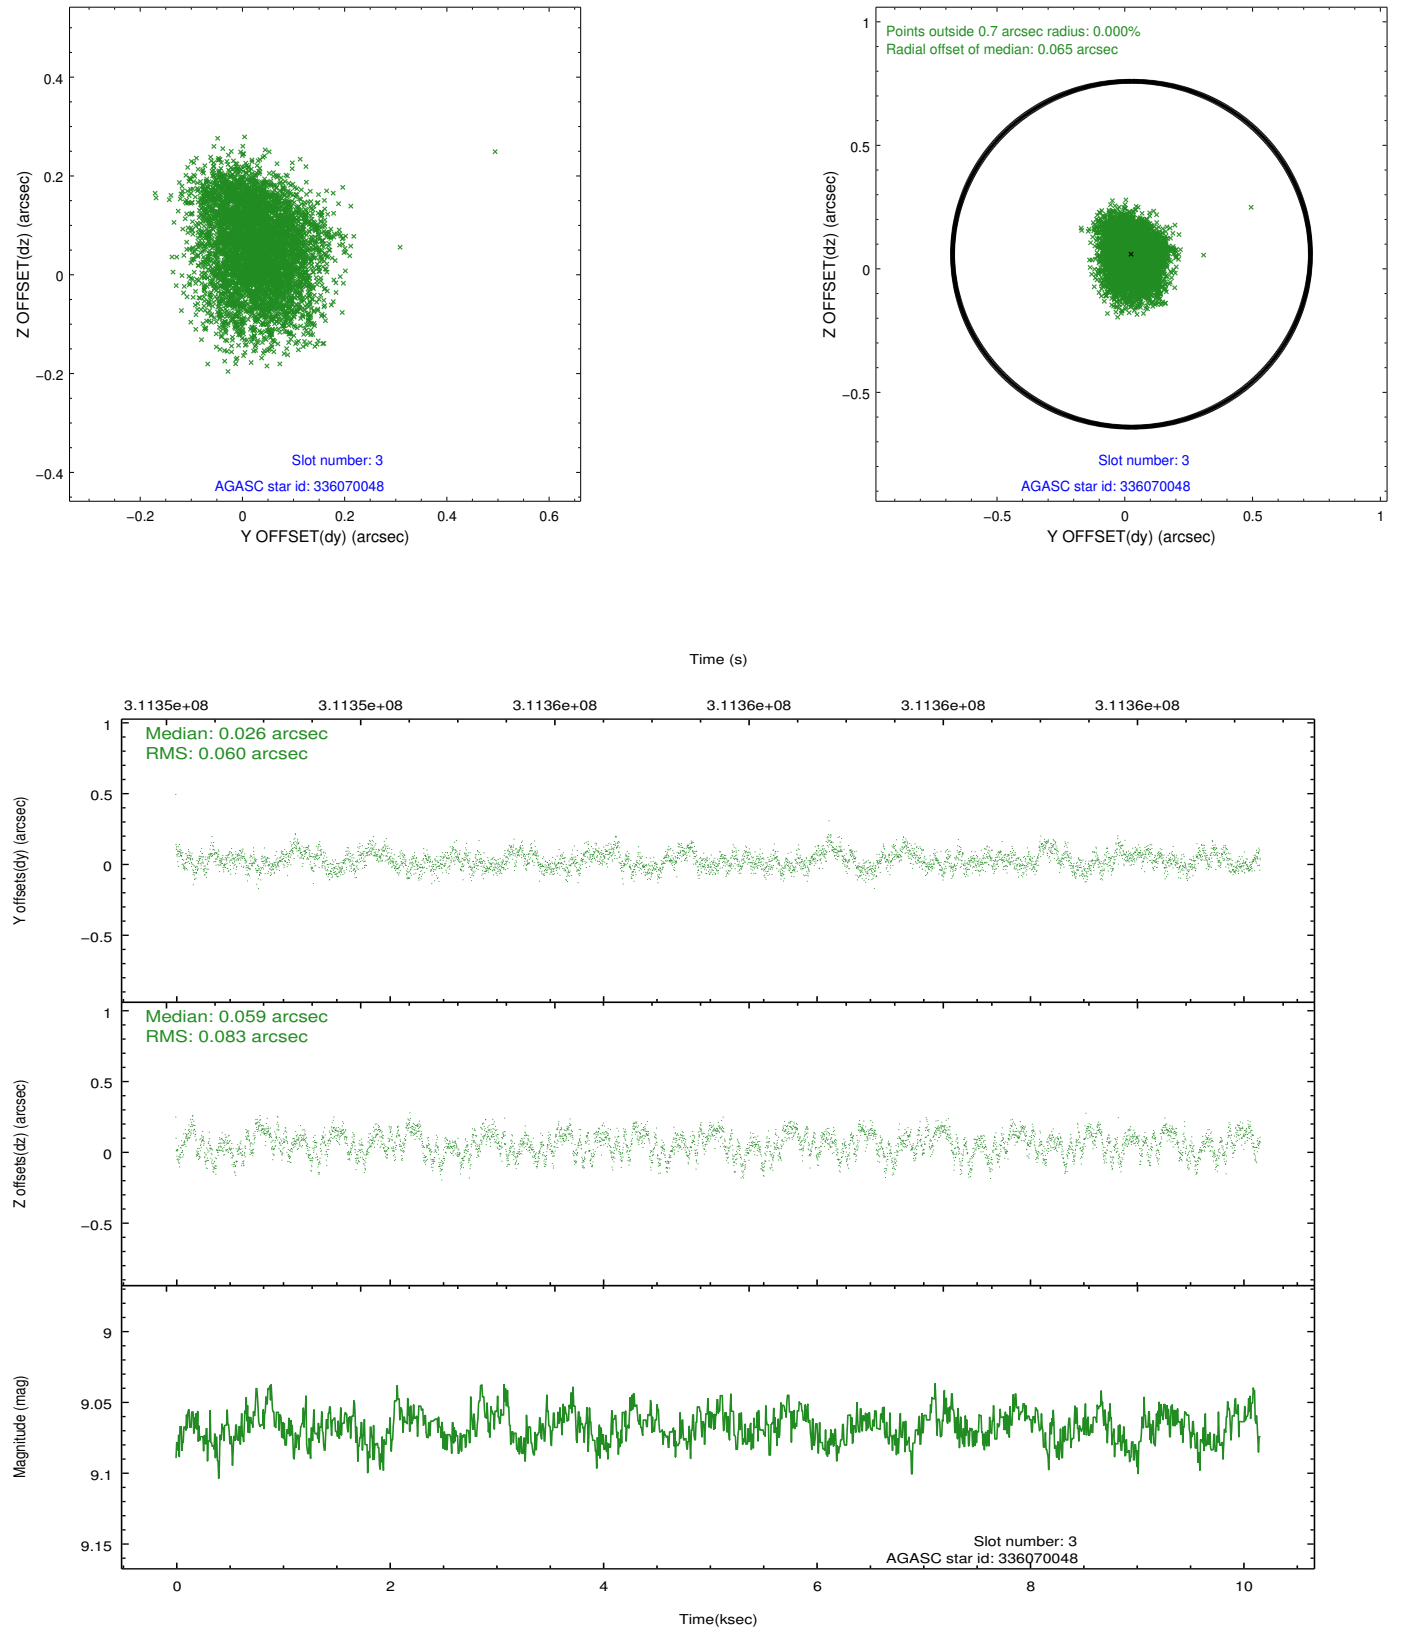 0.4
0.2
0
−0.2
−0.4
Z OFFSET(dz) (arcsec)
Slot number: 3
AGASC star id: 336070048
−0.2 0 0.2 0.4 0.6
Y OFFSET(dy) (arcsec)
Points outside 0.7 arcsec radius: 0.000%
Radial offset of median: 0.065 arcsec
1
0.5
0
−0.5
Z OFFSET(dz) (arcsec)
Slot number: 3
AGASC star id: 336070048
−0.5 0 0.5 1
Y OFFSET(dy) (arcsec)
Time (s)
3.1135e+08 3.1135e+08 3.1136e+08 3.1136e+08 3.1136e+08 3.1136e+08
Median: 0.026 arcsec
RMS: 0.060 arcsec
1
0.5
0
−0.5
Y offsets(dy) (arcsec)
Median: 0.059 arcsec
RMS: 0.083 arcsec
1
0.5
0
−0.5
Z offsets(dz) (arcsec)
9
9.05
9.1
9.15
Magnitude (mag)
Slot number: 3
AGASC star id: 336070048
0 2 4 6 8 10
Time(ksec)